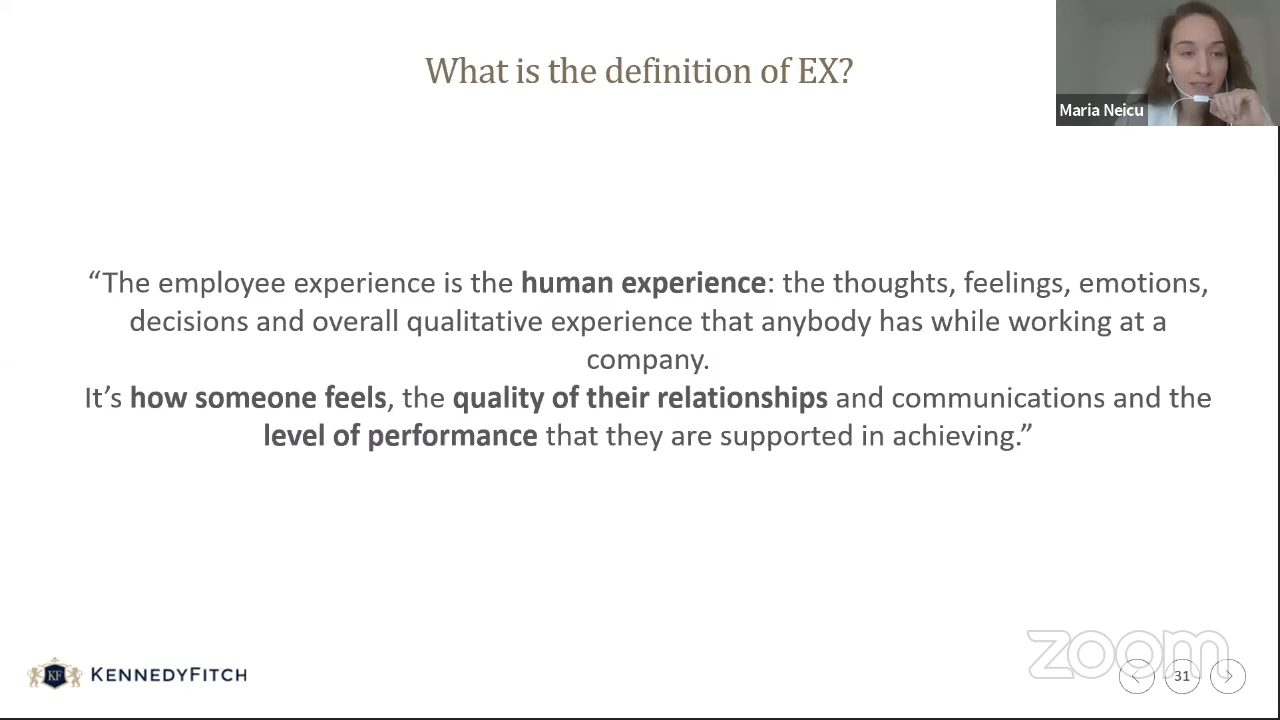 What is the definition of EX?
Maria Neicu
“The employee experience is the human experience: the thoughts, feelings, emotions,
decisions and overall qualitative experience that anybody has while working at a
company.
It’s how someone feels, the quality of their relationships and communications and the
level of performance that they are supported in achieving.”
KF KENNEDYFITCH
zoom
31